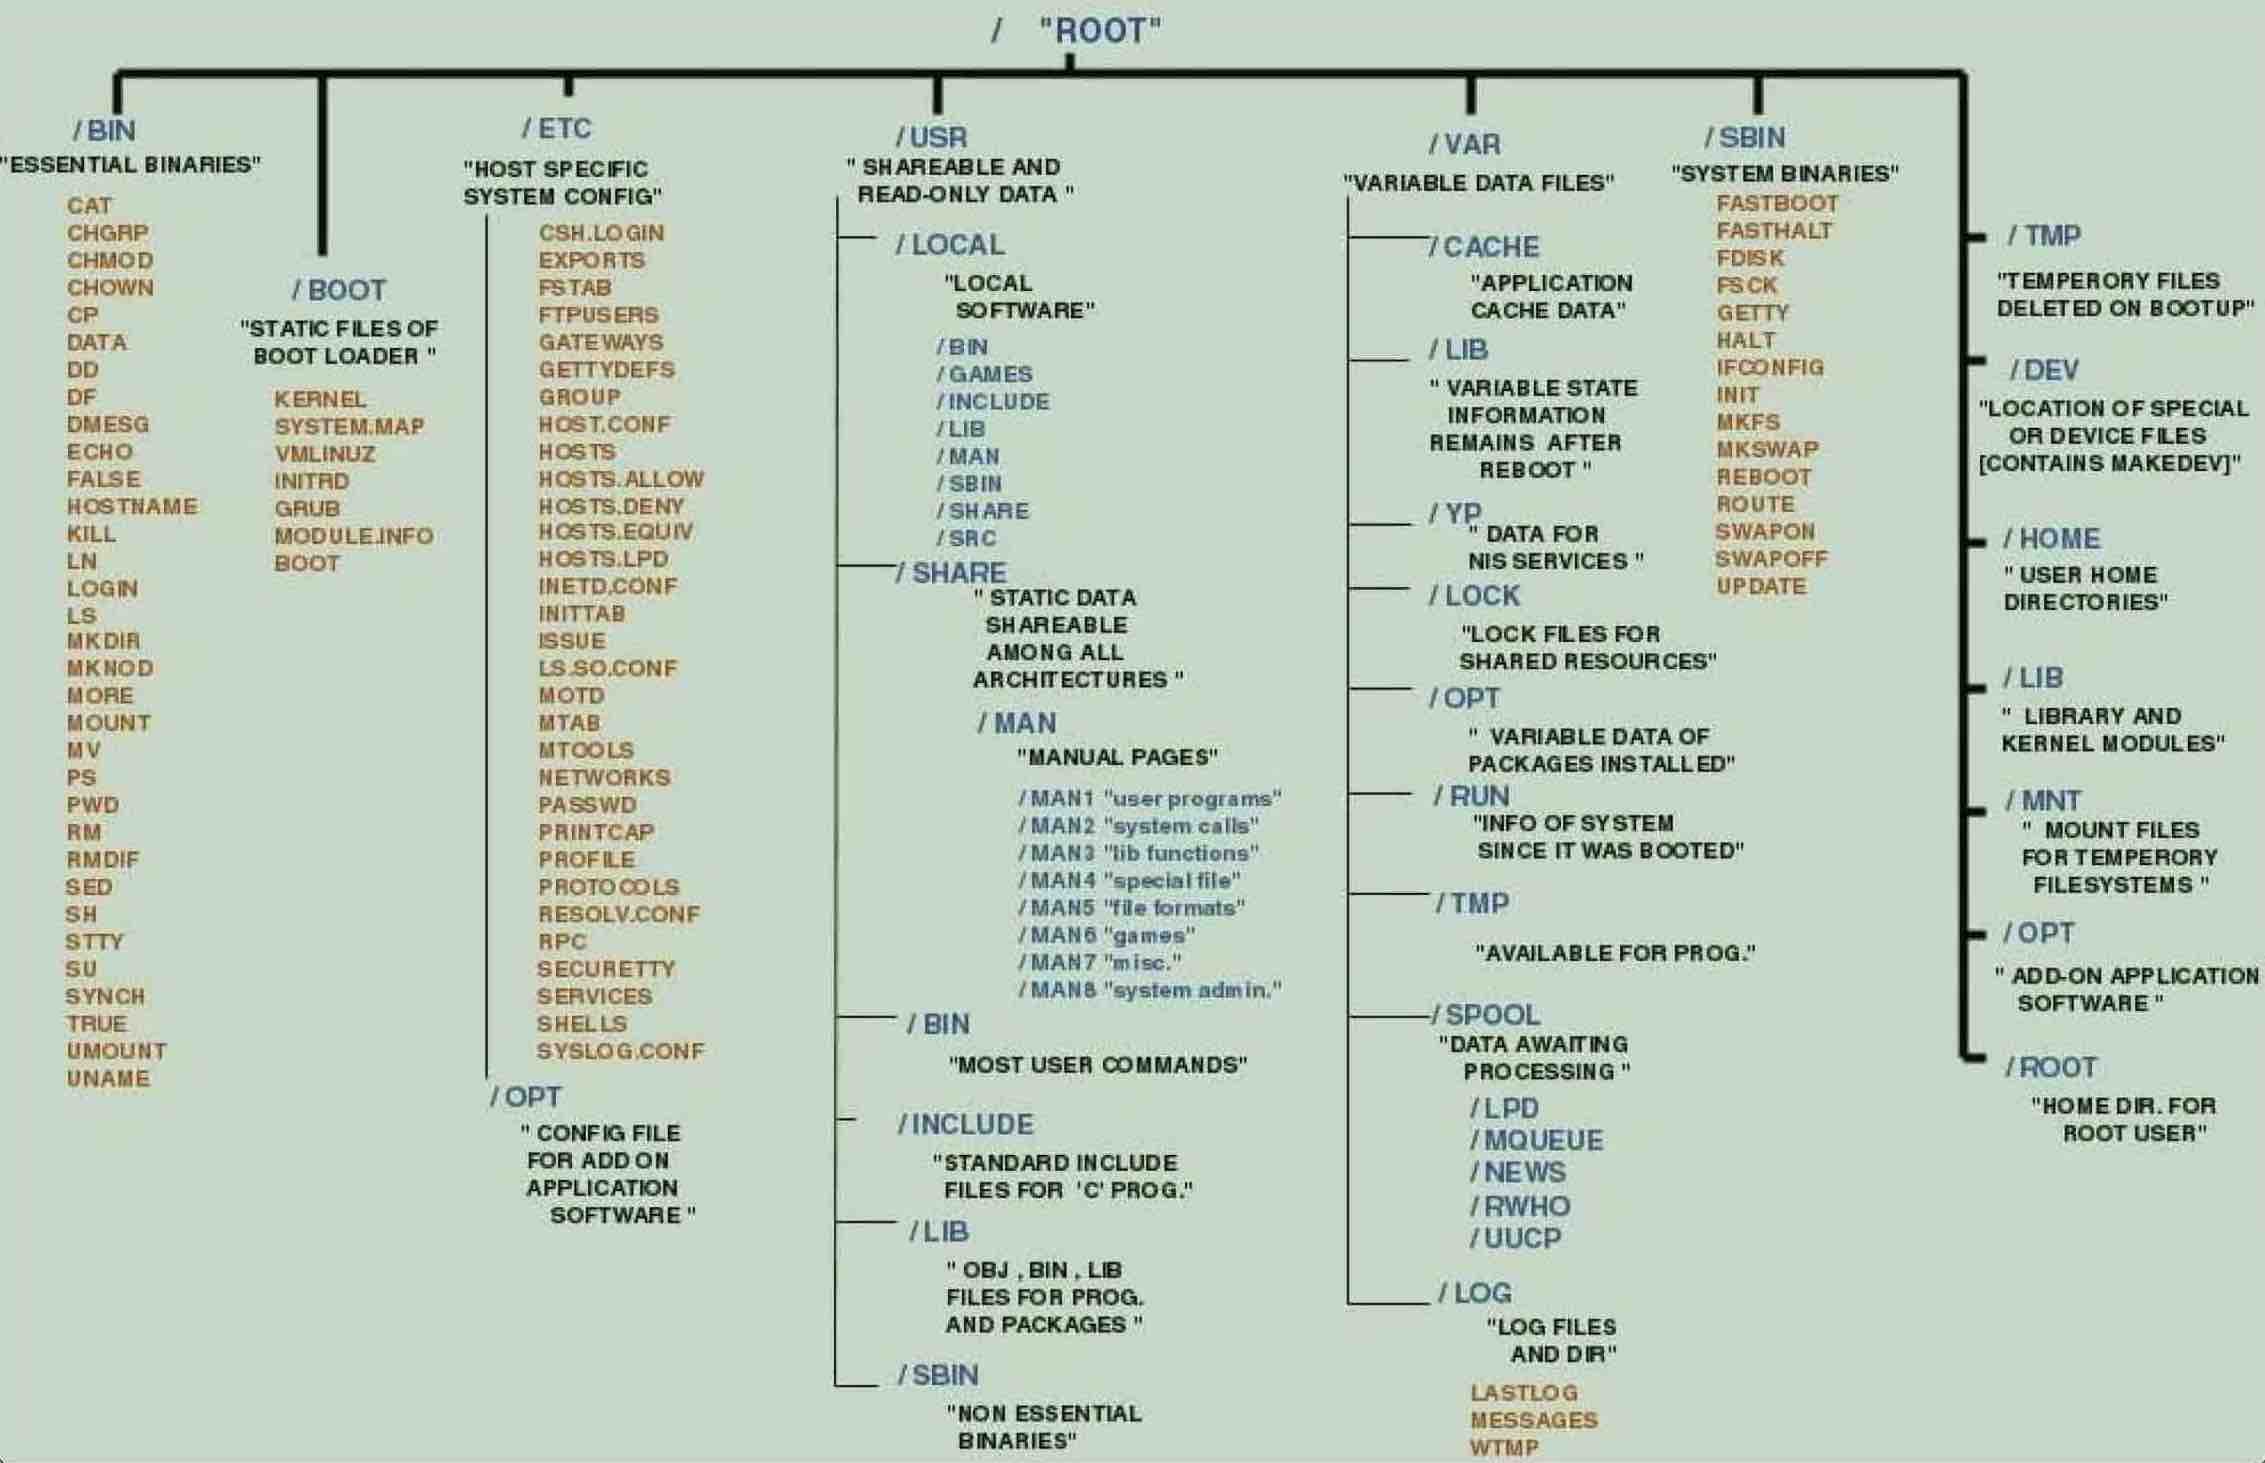 / "ROOT"
/BIN
"ESSENTIAL BINARIES"
CAT
CHGRP
CHMOD
CHOWN
CP
DATA
DD
DF
DMESG
ECHO
FALSE
HOSTNAME
KILL
LN
LOGIN
LS
MKDIR
MKNOD
MORE
MOUNT
MV
PS
PWD
RM
RMDIF
SED
SH
STTY
SU
SYNCH
TRUE
UMOUNT
UNAME
/BOOT
"STATIC FILES OF
BOOT LOADER "
KERNEL
SYSTEM.MAP
VMLINUZ
INITRD
GRUB
MODULE.INFO
BOOT
/ETC
"HOST SPECIFIC
SYSTEM CONFIG"
CSH.LOGIN
EXPORTS
FSTAB
FTPUSERS
GATEWAYS
GETTYDEFS
GROUP
HOST.CONF
HOSTS
HOSTS.ALLOW
HOSTS.DENY
HOSTS.EQUIV
HOSTS.LPD
INETD.CONF
INITTAB
ISSUE
LS.SO.CONF
MOTD
MTAB
MTOOLS
NETWORKS
PASSWD
PRINTCAP
PROFILE
PROTOCOLS
RESOLV.CONF
RPC
SECURETTY
SERVICES
SHELLS
SYSLOG.CONF
/OPT
" CONFIG FILE
FOR ADD ON
APPLICATION
SOFTWARE "
/USR
" SHAREABLE AND
READ-ONLY DATA "
/LOCAL
"LOCAL
SOFTWARE"
/BIN
/GAMES
/INCLUDE
/LIB
/MAN
/SBIN
/SHARE
/SRC
/SHARE
" STATIC DATA
SHAREABLE
AMONG ALL
ARCHITECTURES "
/MAN
"MANUAL PAGES"
/MAN1 "user programs"
/MAN2 "system calls"
/MAN3 "lib functions"
/MAN4 "special file"
/MAN5 "file formats"
/MAN6 "games"
/MAN7 "misc."
/MAN8 "system admin."
/BIN
"MOST USER COMMANDS"
/INCLUDE
"STANDARD INCLUDE
FILES FOR 'C' PROG."
/LIB
" OBJ , BIN , LIB
FILES FOR PROG.
AND PACKAGES "
/SBIN
"NON ESSENTIAL
BINARIES"
/VAR
"VARIABLE DATA FILES"
/CACHE
"APPLICATION
CACHE DATA"
/LIB
" VARIABLE STATE
INFORMATION
REMAINS AFTER
REBOOT "
/YP
" DATA FOR
NIS SERVICES "
/LOCK
"LOCK FILES FOR
SHARED RESOURCES"
/OPT
" VARIABLE DATA OF
PACKAGES INSTALLED"
/RUN
"INFO OF SYSTEM
SINCE IT WAS BOOTED"
/TMP
"AVAILABLE FOR PROG."
/SPOOL
"DATA AWAITING
PROCESSING "
/LPD
/MQUEUE
/NEWS
/RWHO
/UUCP
/LOG
"LOG FILES
AND DIR"
LASTLOG
MESSAGES
WTMP
/SBIN
"SYSTEM BINARIES"
FASTBOOT
FASTHALT
FDISK
FSCK
GETTY
HALT
IFCONFIG
INIT
MKFS
MKSWAP
REBOOT
ROUTE
SWAPON
SWAPOFF
UPDATE
/TMP
"TEMPERORY FILES
DELETED ON BOOTUP"
/DEV
"LOCATION OF SPECIAL
OR DEVICE FILES
[CONTAINS MAKEDEV]"
/HOME
" USER HOME
DIRECTORIES"
/LIB
" LIBRARY AND
KERNEL MODULES"
/MNT
" MOUNT FILES
FOR TEMPERORY
FILESYSTEMS "
/OPT
" ADD-ON APPLICATION
SOFTWARE "
/ROOT
"HOME DIR. FOR
ROOT USER"